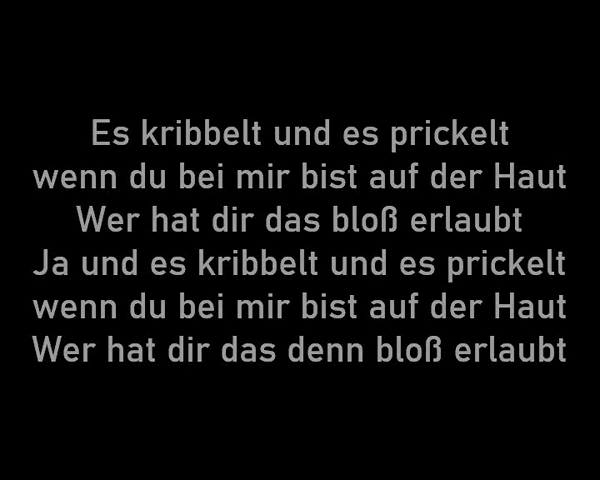 Es kribbelt und es prickelt
wenn du bei mir bist auf der Haut
Wer hat dir das bloß erlaubt
Ja und es kribbelt und es prickelt
wenn du bei mir bist auf der Haut
Wer hat dir das denn bloß erlaubt